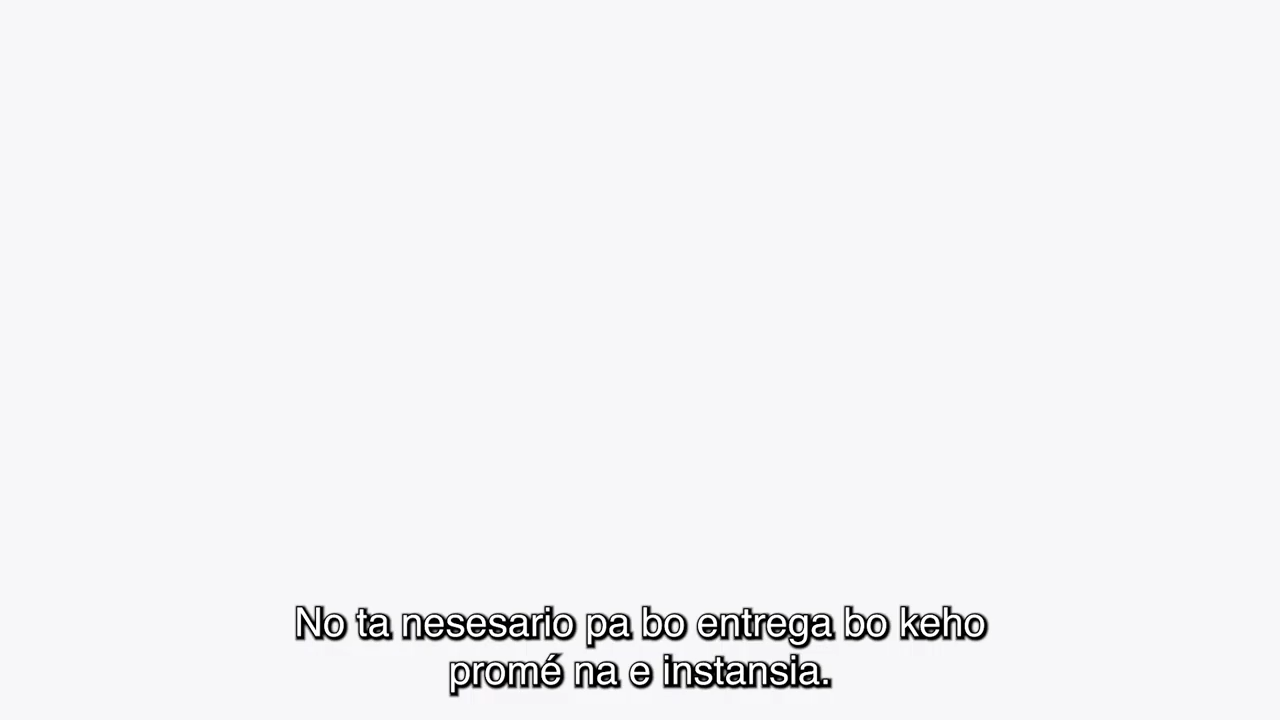 No ta nesesario pa bo entrega bo keho
promé na e instansia.